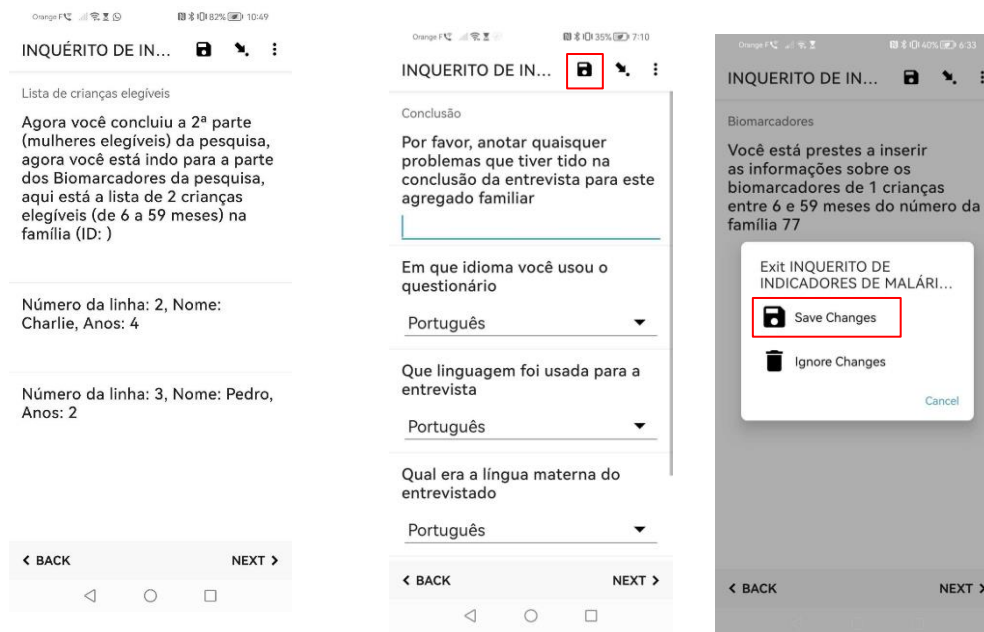 Orange F 82% 10:49
INQUÉRITO DE IN...
Lista de crianças elegíveis
Agora você concluiu a 2ª parte
(mulheres elegíveis) da pesquisa,
agora você está indo para a parte
dos Biomarcadores da pesquisa,
aqui está a lista de 2 crianças
elegíveis (de 6 a 59 meses) na
família (ID: )
Número da linha: 2, Nome:
Charlie, Anos: 4
Número da linha: 3, Nome: Pedro,
Anos: 2
< BACK NEXT >
Orange F 35% 7:10
INQUERITO DE IN...
Conclusão
Por favor, anotar quaisquer
problemas que tiver tido na
conclusão da entrevista para este
agregado familiar
Em que idioma você usou o
questionário
Português
Que linguagem foi usada para a
entrevista
Português
Qual era a língua materna do
entrevistado
Português
< BACK NEXT >
Orange F 40% 6:33
INQUERITO DE IN...
Biomarcadores
Você está prestes a inserir
as informações sobre os
biomarcadores de 1 crianças
entre 6 e 59 meses do número da
família 77
Exit INQUERITO DE
INDICADORES DE MALÁRI...
Save Changes
Ignore Changes
Cancel
< BACK NEXT >